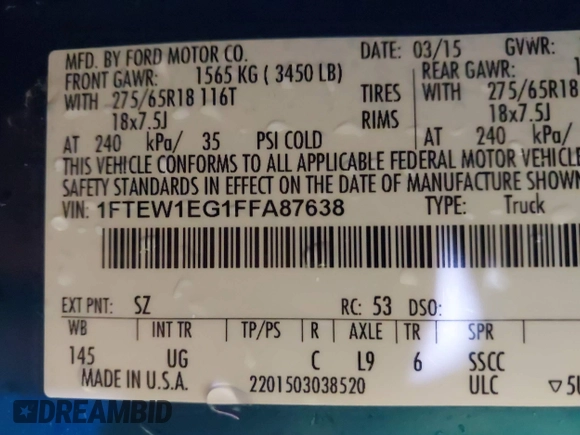 MFD. BY FORD MOTOR CO. DATE: 03/15 GVWR:
FRONT GAWR: 1565 KG ( 3450 LB) REAR GAWR:
WITH 275/65R18 116T TIRES WITH 275/65R18
18x7.5J RIMS 18x7.5J
AT 240 kPa/ 35 PSI COLD AT 240 kPa/
THIS VEHICLE CONFORMS TO ALL APPLICABLE FEDERAL MOTOR VEHICLE
SAFETY STANDARDS IN EFFECT ON THE DATE OF MANUFACTURE SHOWN
VIN: 1FTEW1EG1FFA87638 TYPE: Truck
EXT PNT: SZ RC: 53 DSO:
WB INT TR TP/PS R AXLE TR SPR
145 UG C L9 6 SSCC
MADE IN U.S.A. 2201503038520 ULC ▽5U
DREAMBID